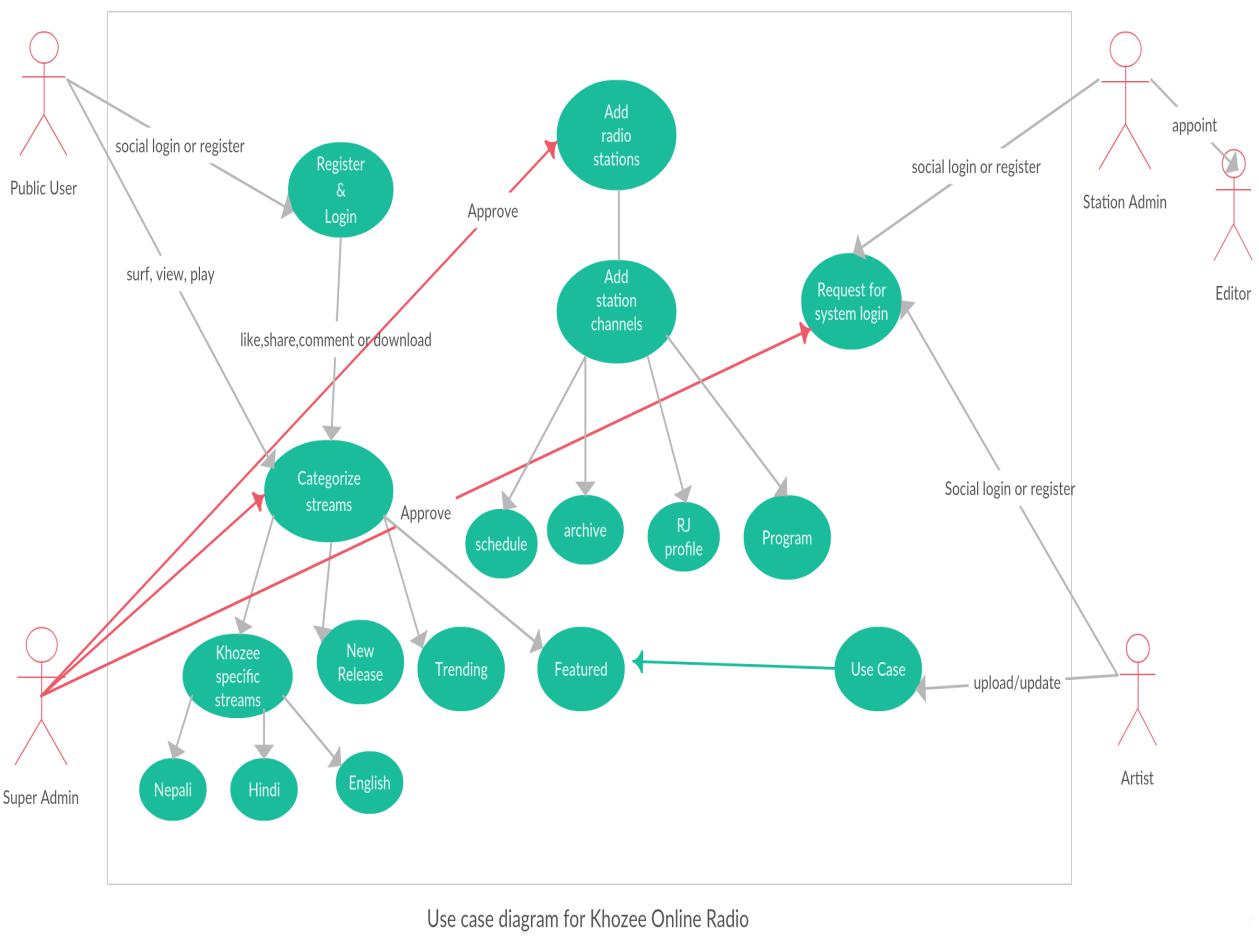 Public User
social login or register
surf, view, play
Register
&
Login
like,share,comment or download
Approve
Add
radio
stations
Add
station
channels
social login or register
Request for
system login
Station Admin
appoint
Editor
Categorize
streams
Approve
schedule
archive
RJ
profile
Program
Social login or register
Khozee
specific
streams
New
Release
Trending
Featured
Use Case
upload/update
Artist
Super Admin
Nepali
Hindi
English
Use case diagram for Khozee Online Radio